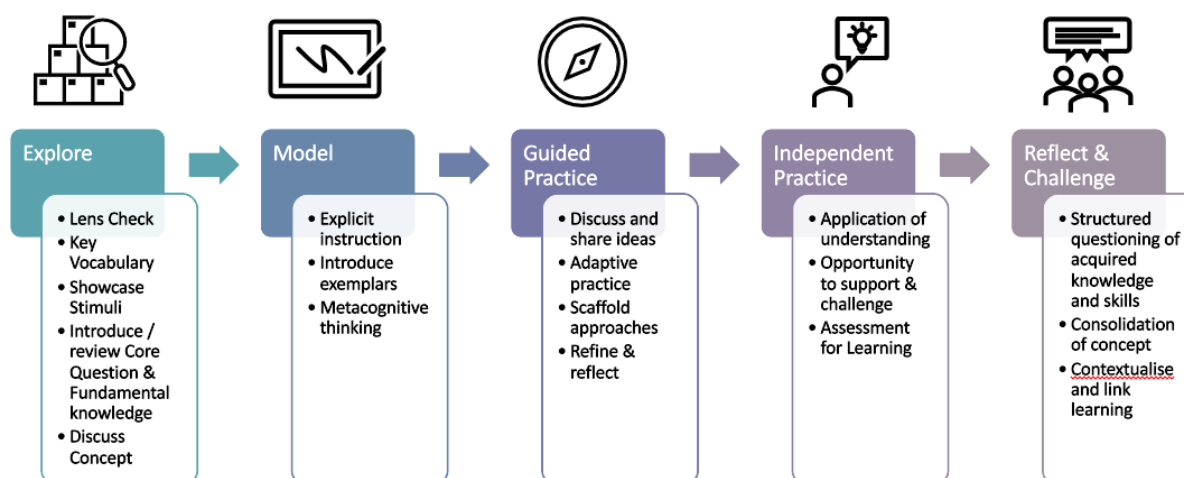 Explore
• Lens Check
• Key
Vocabulary
• Showcase
Stimuli
• Introduce /
review Core
Question &
Fundamental
knowledge
• Discuss
Concept
Model
• Explicit
instruction
• Introduce
exemplars
• Metacognitive
thinking
Guided
Practice
• Discuss and
share ideas
• Adaptive
practice
• Scaffold
approaches
• Refine &
reflect
Independent
Practice
• Application of
understanding
• Opportunity
to support &
challenge
• Assessment
for Learning
Reflect &
Challenge
• Structured
questioning of
acquired
knowledge
and skills
• Consolidation
of concept
• Contextualise
and link
learning